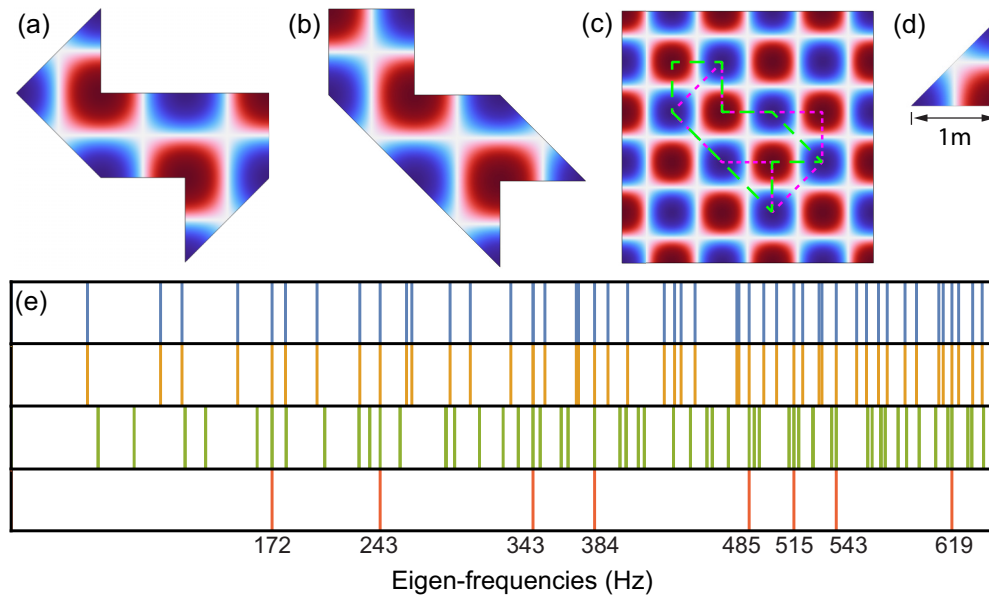 (a)
(b)
(c)
(d)
1m
(e)
172 243 343 384 485 515 543 619
Eigen-frequencies (Hz)